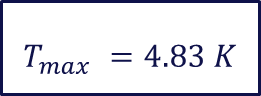 T_max = 4.83 K